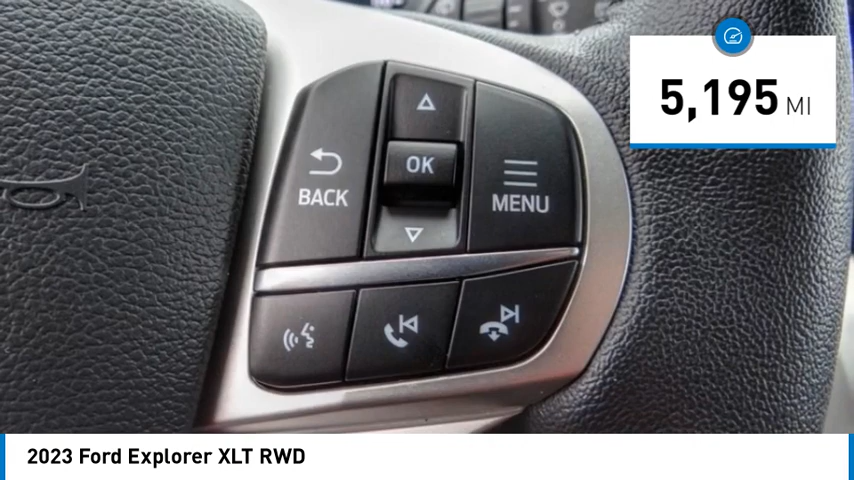 5,195 MI
OK
BACK
MENU
2023 Ford Explorer XLT RWD